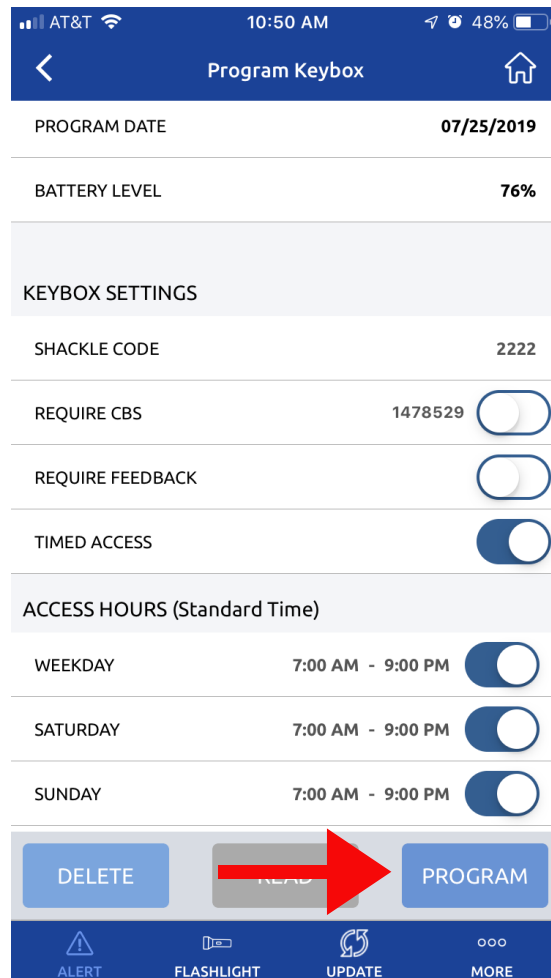 AT&T 10:50 AM 48%
Program Keybox
PROGRAM DATE 07/25/2019
BATTERY LEVEL 76%
KEYBOX SETTINGS
SHACKLE CODE 2222
REQUIRE CBS 1478529
REQUIRE FEEDBACK
TIMED ACCESS
ACCESS HOURS (Standard Time)
WEEKDAY 7:00 AM - 9:00 PM
SATURDAY 7:00 AM - 9:00 PM
SUNDAY 7:00 AM - 9:00 PM
DELETE PROGRAM
ALERT FLASHLIGHT UPDATE MORE